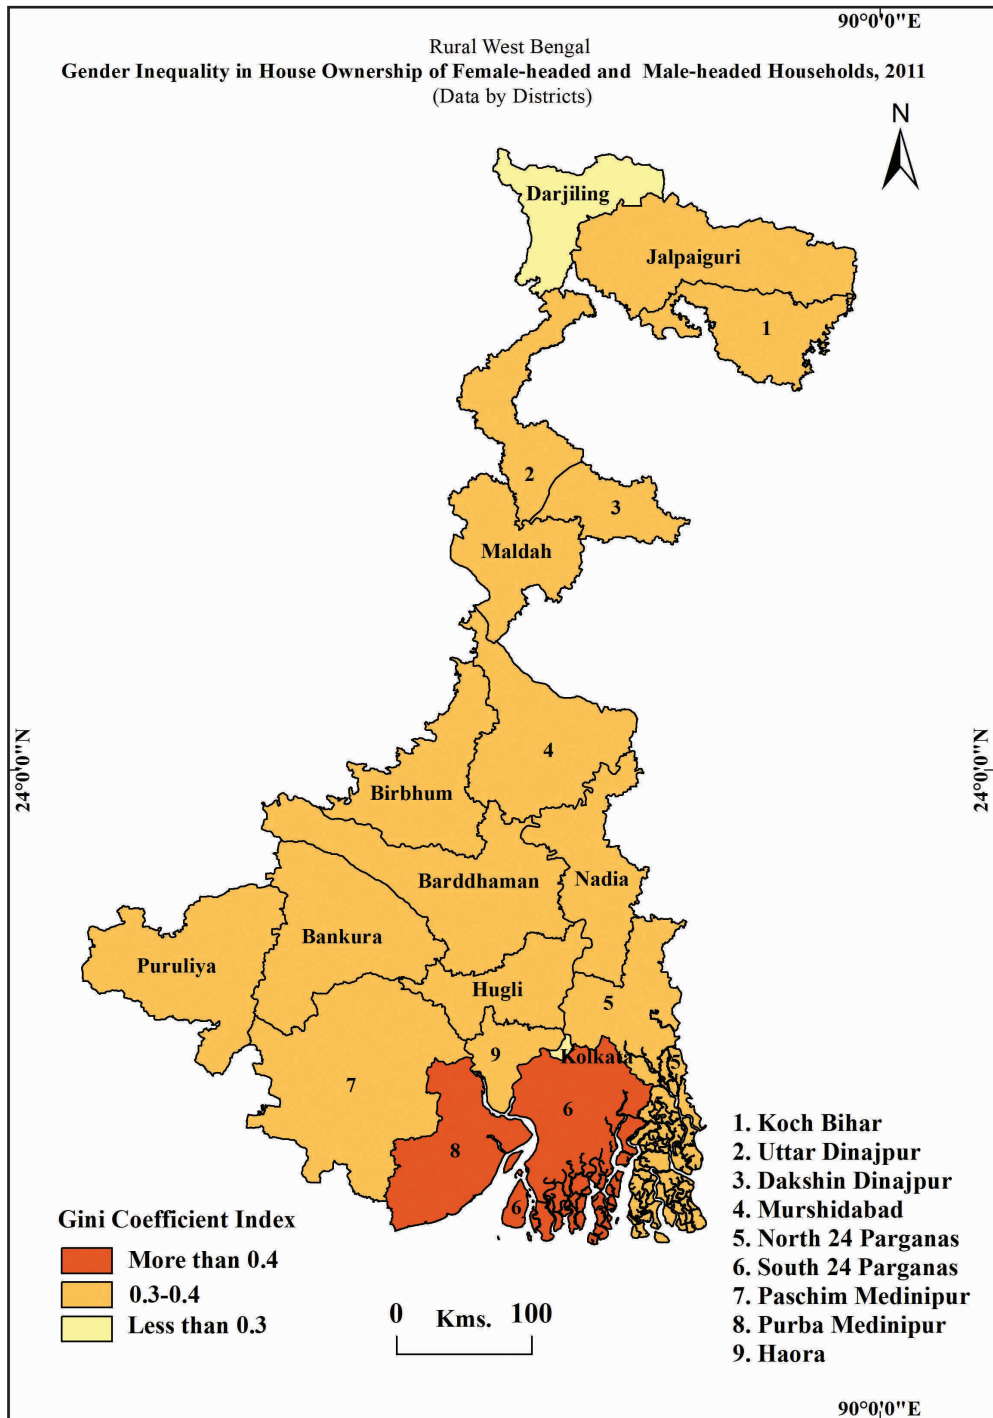 90°0'0"E
Rural West Bengal
Gender Inequality in House Ownership of Female-headed and Male-headed Households, 2011
(Data by Districts)
N
Darjiling
Jalpaiguri
1
2
3
Maldah
24°0'0"N
24°0'0"N
4
Birbhum
Barddhaman
Nadia
Bankura
Puruliya
Hugli
5
9
Kolkata
5
7
6
8
6
Gini Coefficient Index
More than 0.4
0.3-0.4
Less than 0.3
0 Kms. 100
1. Koch Bihar
2. Uttar Dinajpur
3. Dakshin Dinajpur
4. Murshidabad
5. North 24 Parganas
6. South 24 Parganas
7. Paschim Medinipur
8. Purba Medinipur
9. Haora
90°0'0"E